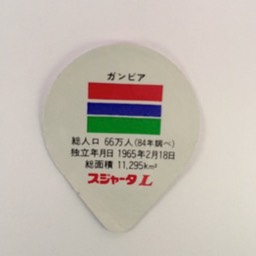 ガンビア
総人口 66万人(84年調べ)
独立年月日 1965年2月18日
総面積 11,295km²
スジャータ L